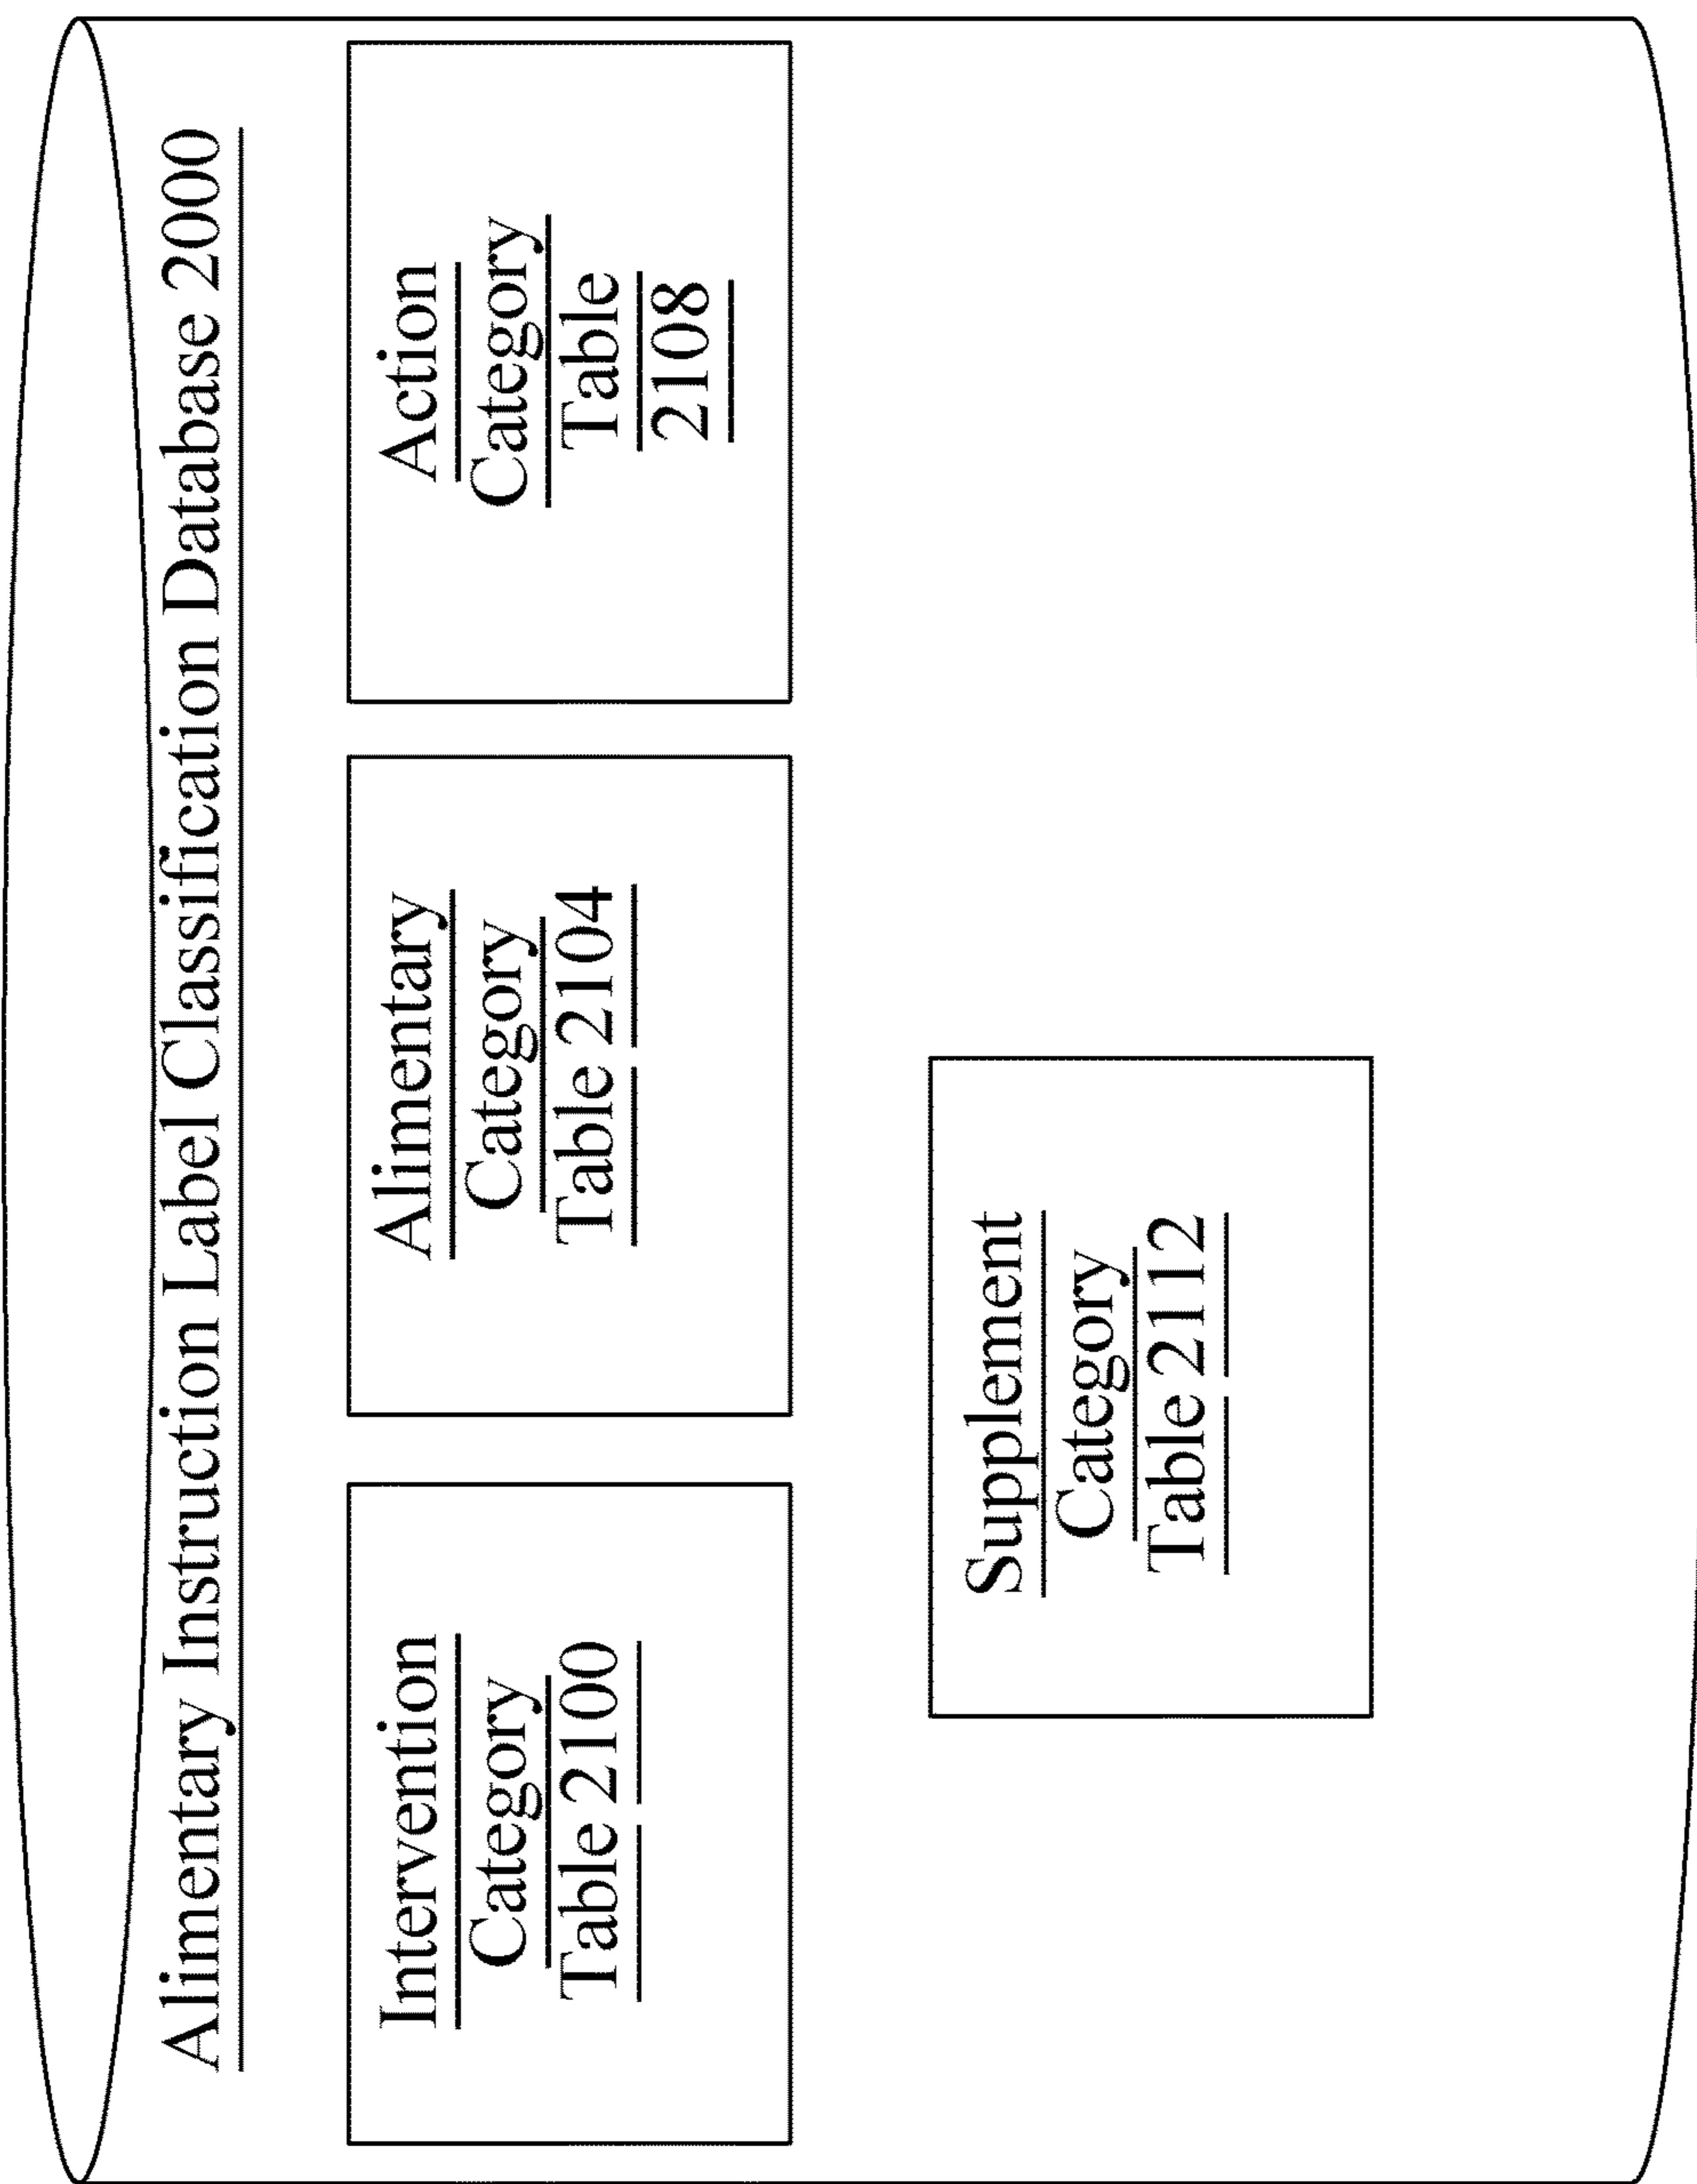 Alimentary Instruction Label Classification Database 2000
Intervention
Category
Table 2100
Alimentary
Category
Table 2104
Action
Category
Table
2108
Supplement
Category
Table 2112